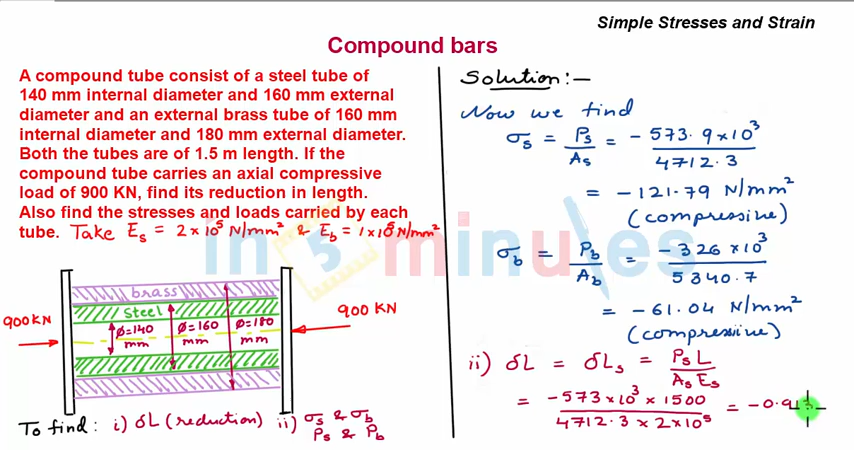 Simple Stresses and Strain
Compound bars
A compound tube consist of a steel tube of
140 mm internal diameter and 160 mm external
diameter and an external brass tube of 160 mm
internal diameter and 180 mm external diameter.
Both the tubes are of 1.5 m length. If the
compound tube carries an axial compressive
load of 900 KN, find its reduction in length.
Also find the stresses and loads carried by each
tube. Take Es = 2×10⁵ N/mm² & Eb = 1×10⁵ N/mm²
in 5 minutes
brass
Steel
900 KN
900 KN
φ=140 mm
φ=160 mm
φ=180 mm
To find: i) δL (reduction) ii) σs & σb
Ps & Pb
Solution:-
Now we find
σs = Ps/As = - 573.9×10³/4712.3
= -121.79 N/mm²
(compressive)
σb = Pb/Ab = -326×10³/5340.7
= -61.04 N/mm²
(compressive)
ii) δL = δLs = PsL/AsEs
= -573×10³×1500/4712.3×2×10⁵ = -0.9